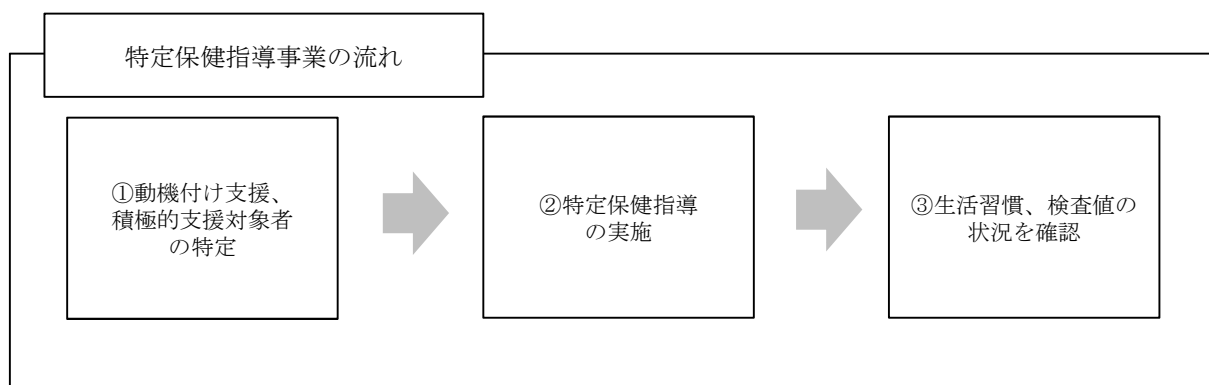 特定保健指導事業の流れ
①動機付け支援、
積極的支援対象者
の特定
②特定保健指導
の実施
③生活習慣、検査値の
状況を確認